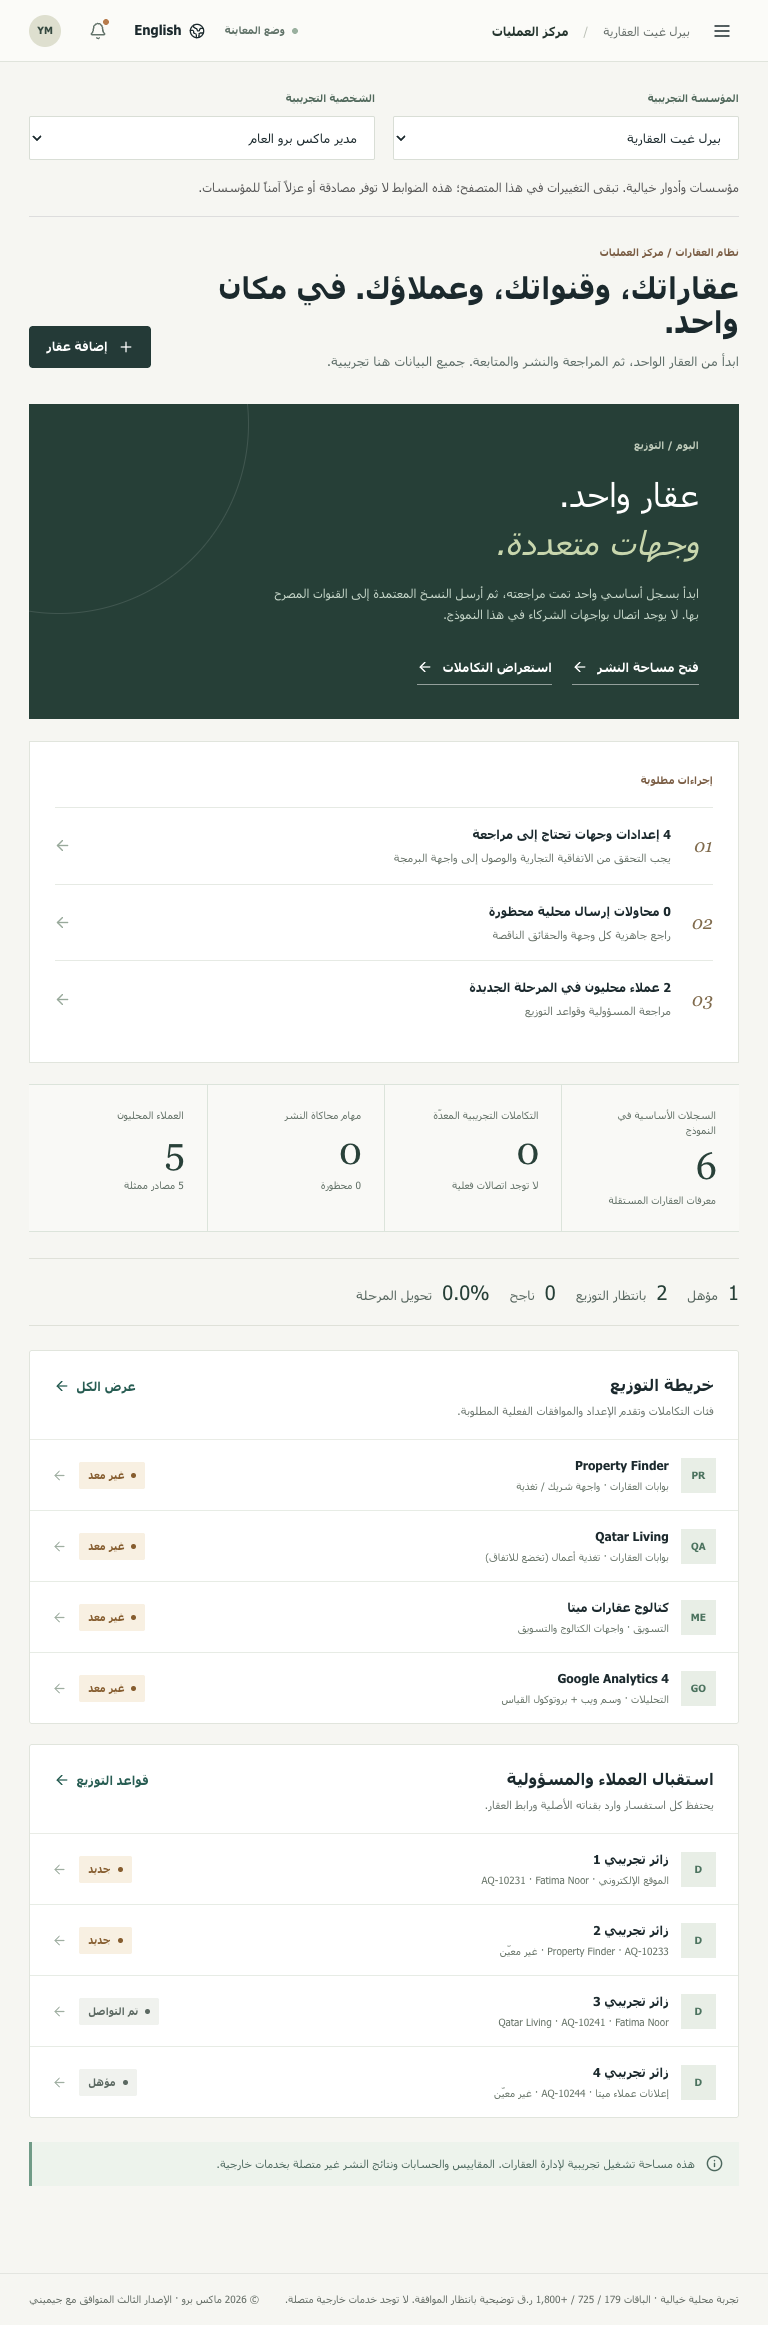 بيرل غيت العقارية / مركز العمليات
وضع المعاينة
English
YM
المؤسسة التجريبية
بيرل غيت العقارية
الشخصية التجريبية
مدير ماكس برو العام
مؤسسات وأدوار خيالية. تبقى التغييرات في هذا المتصفح؛ هذه الضوابط لا توفر مصادقة أو عزلاً آمناً للمؤسسات.
نظام العقارات / مركز العمليات
عقاراتك، وقنواتك، وعملاؤك. في مكان
واحد.
ابدأ من العقار الواحد، ثم المراجعة والنشر والمتابعة. جميع البيانات هنا تجريبية.
إضافة عقار
اليوم / التوزيع
عقار واحد.
وجهات متعددة.
ابدأ بسجل أساسي واحد تمت مراجعته، ثم أرسل النسخ المعتمدة إلى القنوات المصرح
بها. لا يوجد اتصال بواجهات الشركاء في هذا النموذج.
فتح مساحة النشر
استعراض التكاملات
إجراءات مطلوبة
01
4 إعدادات وجهات تحتاج إلى مراجعة
يجب التحقق من الاتفاقية التجارية والوصول إلى واجهة البرمجة
02
0 محاولات إرسال محلية محظورة
راجع جاهزية كل وجهة والحقائق الناقصة
03
2 عملاء محليون في المرحلة الجديدة
مراجعة المسؤولية وقواعد التوزيع
السجلات الأساسية في
النموذج
6
معرفات العقارات المستقلة
التكاملات التجريبية المعدّة
0
لا توجد اتصالات فعلية
مهام محاكاة النشر
0
0 محظورة
العملاء المحليون
5
5 مصادر ممثلة
1 مؤهل 2 بانتظار التوزيع 0 ناجح 0.0% تحويل المرحلة
خريطة التوزيع
عرض الكل
فئات التكاملات وتقدم الإعداد والموافقات الفعلية المطلوبة.
PR
Property Finder
بوابات العقارات · واجهة شريك / تغذية
غير معد
QA
Qatar Living
بوابات العقارات · تغذية أعمال (تخضع للاتفاق)
غير معد
ME
كتالوج عقارات ميتا
التسويق · واجهات الكتالوج والتسويق
غير معد
GO
Google Analytics 4
التحليلات · وسم ويب + بروتوكول القياس
غير معد
استقبال العملاء والمسؤولية
قواعد التوزيع
يحتفظ كل استفسار وارد بقناته الأصلية ورابط العقار.
D
زائر تجريبي 1
الموقع الإلكتروني · AQ-10231 · Fatima Noor
جديد
D
زائر تجريبي 2
Property Finder · AQ-10233 · غير معيّن
جديد
D
زائر تجريبي 3
Qatar Living · AQ-10241 · Fatima Noor
تم التواصل
D
زائر تجريبي 4
إعلانات عملاء ميتا · AQ-10244 · غير معيّن
مؤهل
هذه مساحة تشغيل تجريبية لإدارة العقارات. المقاييس والحسابات ونتائج النشر غير متصلة بخدمات خارجية.
تجربة محلية خيالية · الباقات 179 / 725 / +1,800 ر.ق توضيحية بانتظار الموافقة. لا توجد خدمات خارجية متصلة.
© 2026 ماكس برو · الإصدار الثالث المتوافق مع جيميني